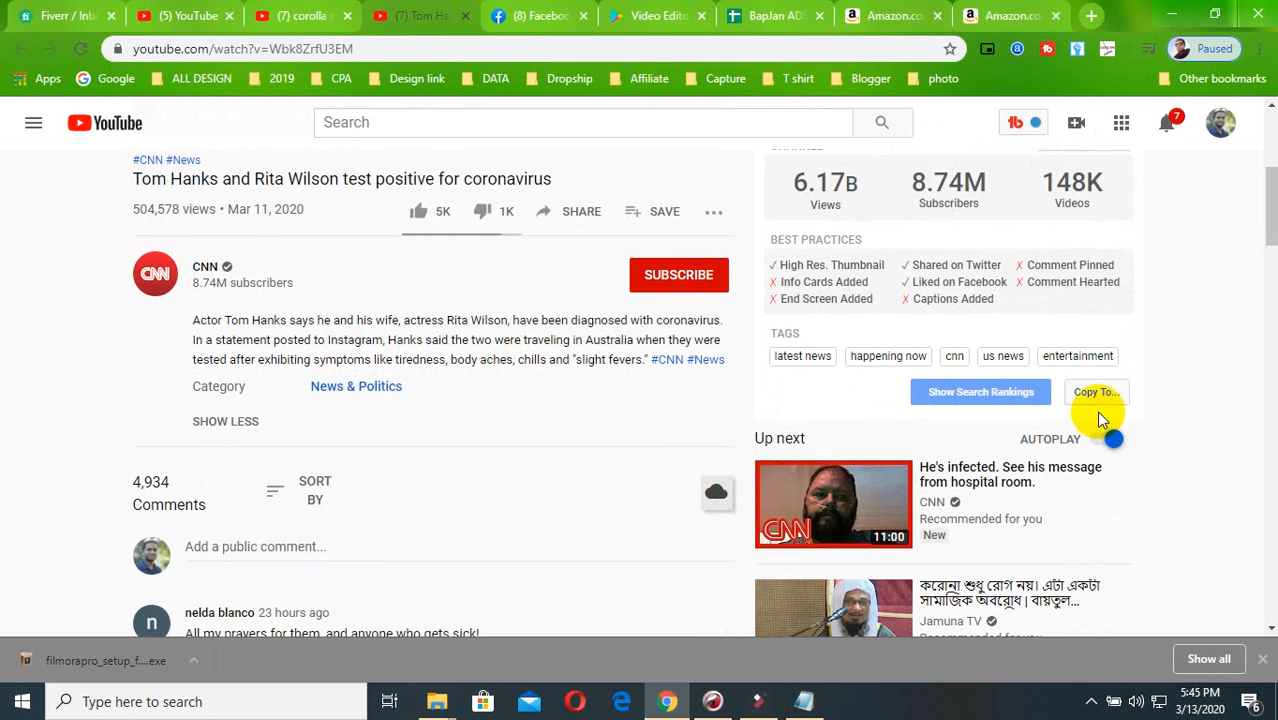 Fiverr / Inbo
(5) YouTube
(7) corolla v
(7) Tom Ha
(8) Facebook
Video Edito
BapJan ADS
Amazon.co
Amazon.co
youtube.com/watch?v=Wbk8ZrfU3EM
Paused
Apps
Google
ALL DESIGN
2019
CPA
Design link
DATA
Dropship
Affiliate
Capture
T shirt
Blogger
photo
Other bookmarks
YouTube
Search
tb
7
#CNN #News
Tom Hanks and Rita Wilson test positive for coronavirus
504,578 views • Mar 11, 2020
5K
1K
SHARE
SAVE
CNN
CNN
8.74M subscribers
SUBSCRIBE
Actor Tom Hanks says he and his wife, actress Rita Wilson, have been diagnosed with coronavirus.
In a statement posted to Instagram, Hanks said the two were traveling in Australia when they were
tested after exhibiting symptoms like tiredness, body aches, chills and "slight fevers." #CNN #News
Category News & Politics
SHOW LESS
4,934
Comments
SORT
BY
Add a public comment...
n
nelda blanco 23 hours ago
All my prayers for them, and anyone who gets sick!
6.17B
Views
8.74M
Subscribers
148K
Videos
BEST PRACTICES
✓ High Res. Thumbnail ✓ Shared on Twitter ✗ Comment Pinned
✗ Info Cards Added ✓ Liked on Facebook ✗ Comment Hearted
✗ End Screen Added ✗ Captions Added
TAGS
latest news happening now cnn us news entertainment
Show Search Rankings
Copy To...
Up next
AUTOPLAY
CNN
11:00
He's infected. See his message
from hospital room.
CNN
Recommended for you
New
করোনা শুধু রোগ নয়। এটা একটা
সামাজিক অবরোধ | বায়তুল...
Jamuna TV
Recommended for you
filmorapro_setup_f....exe
Show all
Type here to search
5:45 PM
3/13/2020
6